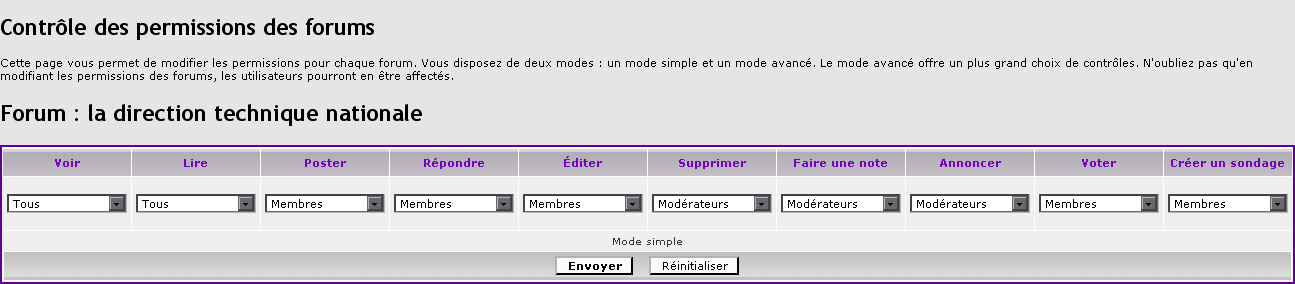 Contrôle des permissions des forums
Cette page vous permet de modifier les permissions pour chaque forum. Vous disposez de deux modes : un mode simple et un mode avancé. Le mode avancé offre un plus grand choix de contrôles. N'oubliez pas qu'en
modifiant les permissions des forums, les utilisateurs pourront en être affectés.
Forum : la direction technique nationale
Voir Lire Poster Répondre Éditer Supprimer Faire une note Annoncer Voter Créer un sondage
Tous Tous Membres Membres Membres Modérateurs Modérateurs Modérateurs Membres Membres
Mode simple
Envoyer Réinitialiser